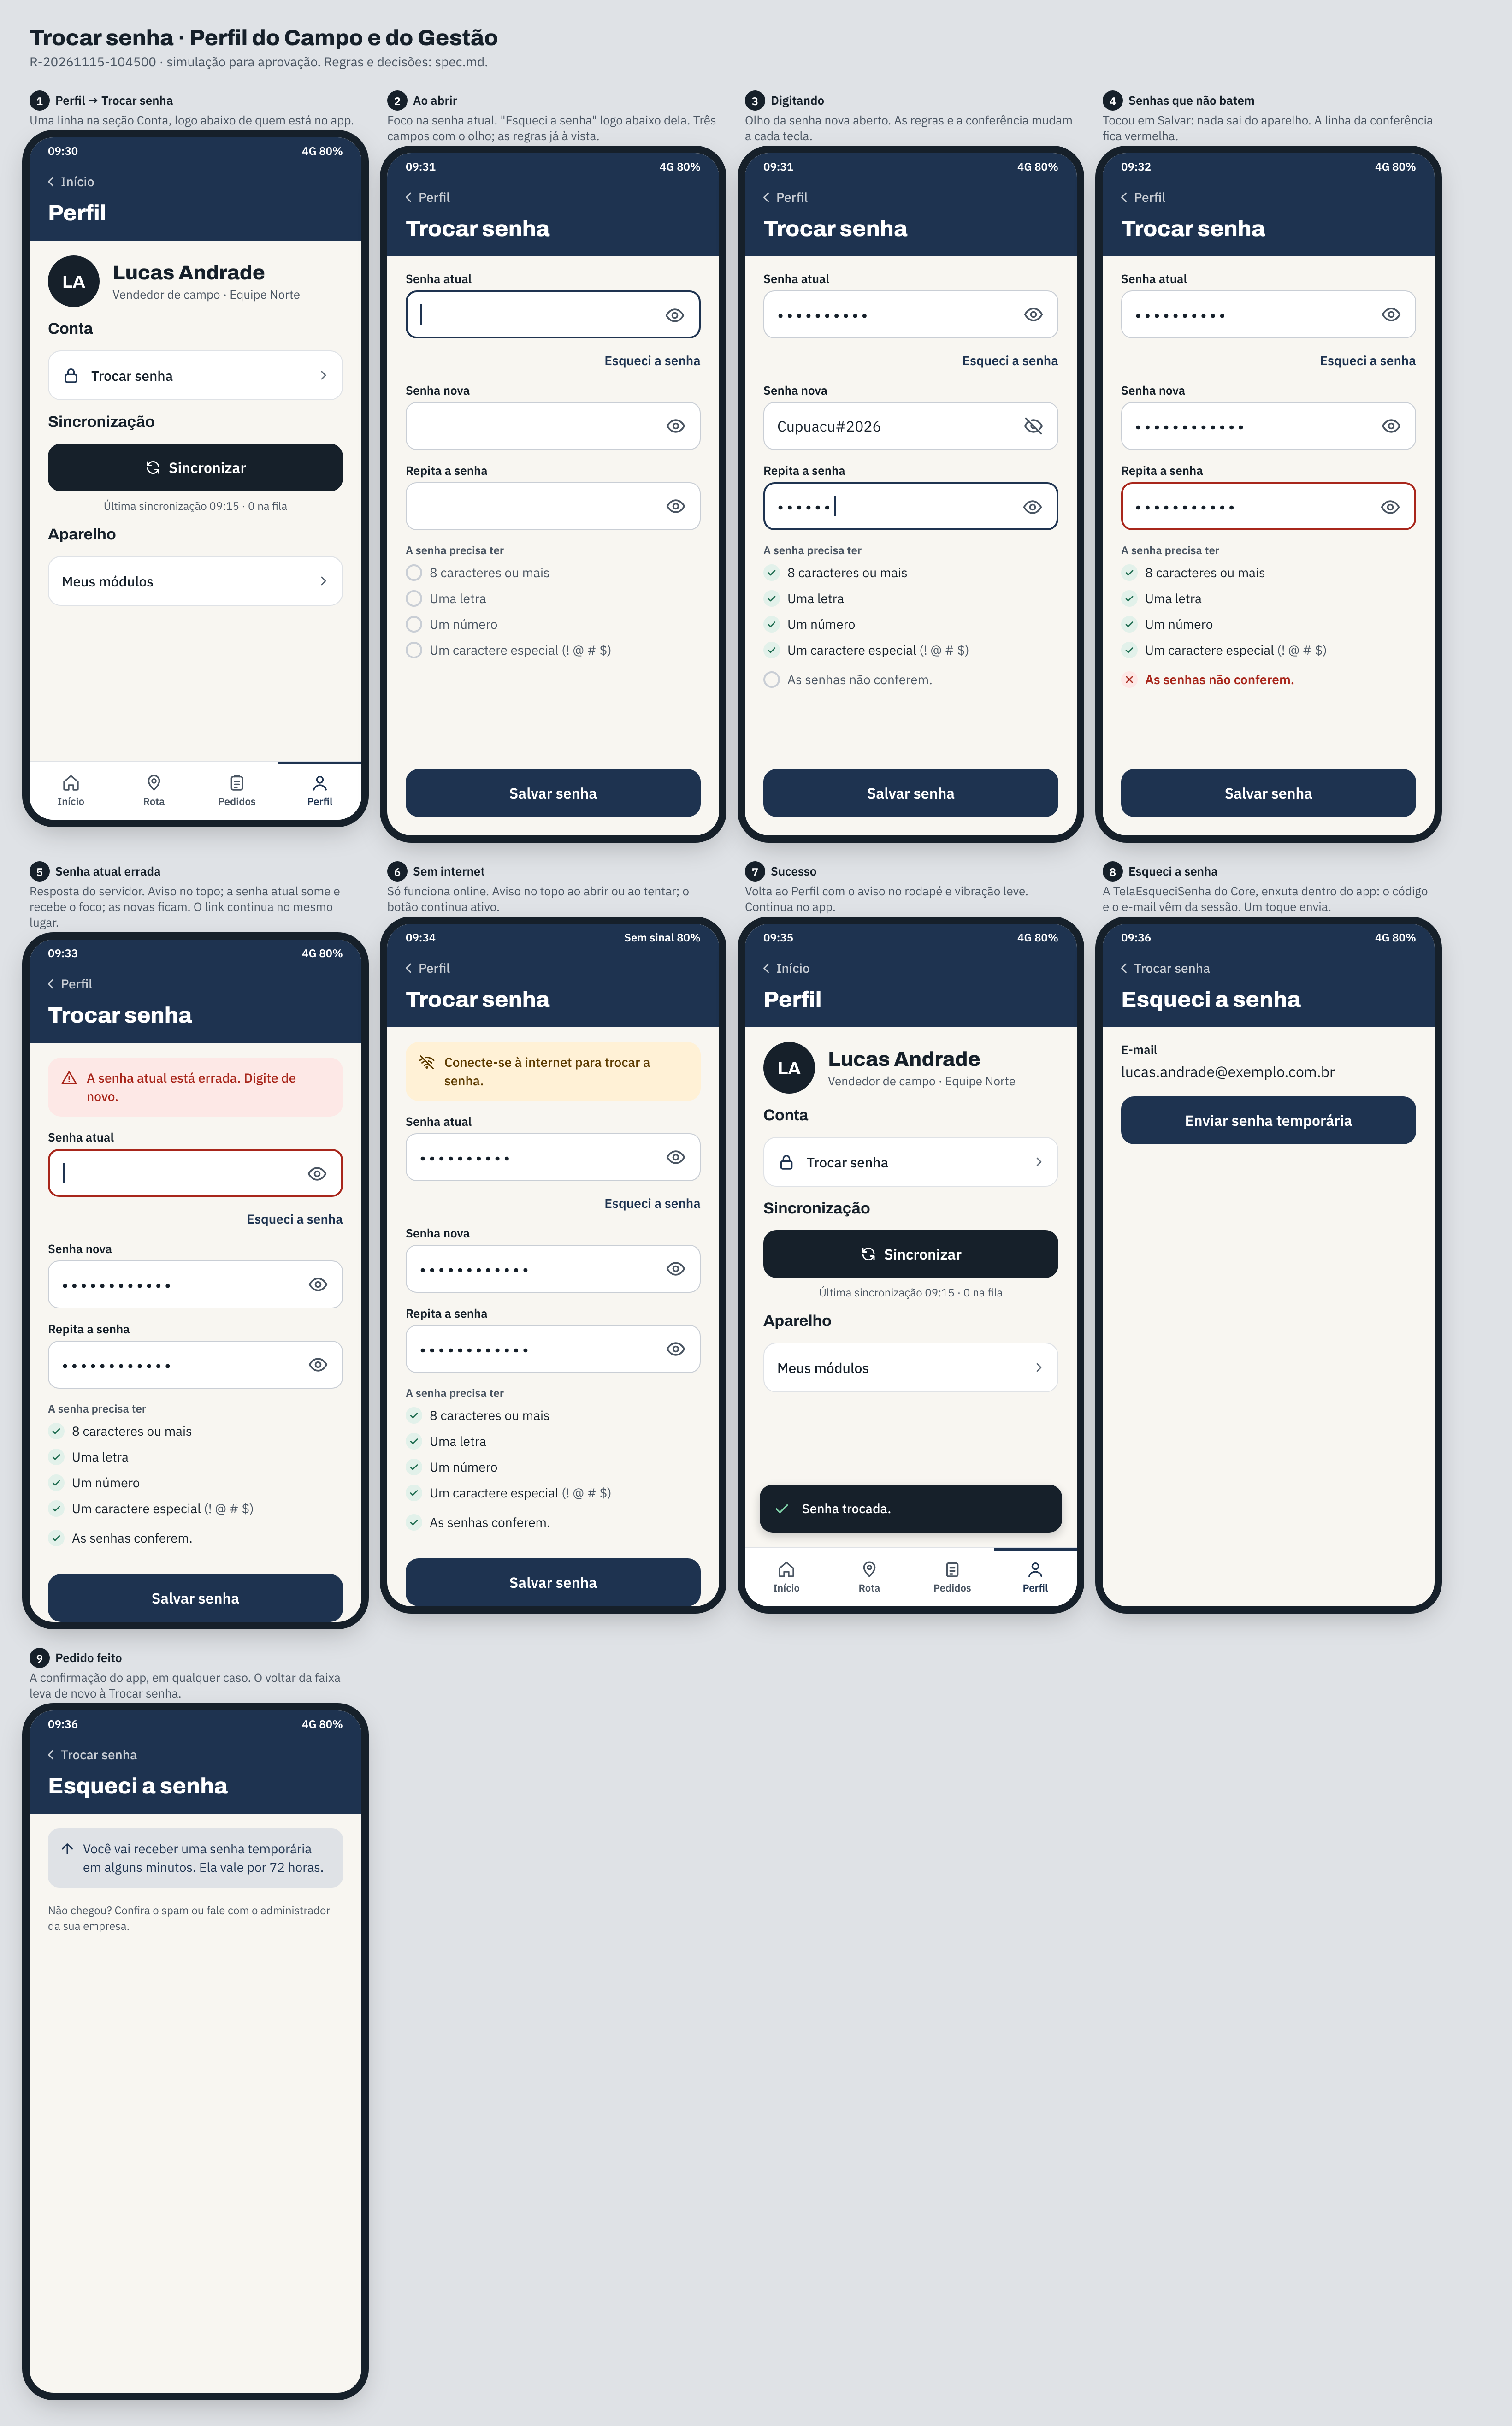 Trocar senha · Perfil do Campo e do Gestão
R-20261115-104500 · simulação para aprovação. Regras e decisões: spec.md.
1 Perfil → Trocar senha
Uma linha na seção Conta, logo abaixo de quem está no app.
09:30 4G 80%
Início
Perfil
LA
Lucas Andrade
Vendedor de campo · Equipe Norte
Conta
Trocar senha
Sincronização
Sincronizar
Última sincronização 09:15 · 0 na fila
Aparelho
Meus módulos
Início Rota Pedidos Perfil
2 Ao abrir
Foco na senha atual. "Esqueci a senha" logo abaixo dela. Três
campos com o olho; as regras já à vista.
09:31 4G 80%
Perfil
Trocar senha
Senha atual
Esqueci a senha
Senha nova
Repita a senha
A senha precisa ter
8 caracteres ou mais
Uma letra
Um número
Um caractere especial (! @ # $)
Salvar senha
3 Digitando
Olho da senha nova aberto. As regras e a conferência mudam
a cada tecla.
09:31 4G 80%
Perfil
Trocar senha
Senha atual
••••••••••
Esqueci a senha
Senha nova
Cupuacu#2026
Repita a senha
••••••
A senha precisa ter
8 caracteres ou mais
Uma letra
Um número
Um caractere especial (! @ # $)
As senhas não conferem.
Salvar senha
4 Senhas que não batem
Tocou em Salvar: nada sai do aparelho. A linha da conferência
fica vermelha.
09:32 4G 80%
Perfil
Trocar senha
Senha atual
••••••••••
Esqueci a senha
Senha nova
••••••••••••
Repita a senha
•••••••••••
A senha precisa ter
8 caracteres ou mais
Uma letra
Um número
Um caractere especial (! @ # $)
As senhas não conferem.
Salvar senha
5 Senha atual errada
Resposta do servidor. Aviso no topo; a senha atual some e
recebe o foco; as novas ficam. O link continua no mesmo
lugar.
09:33 4G 80%
Perfil
Trocar senha
A senha atual está errada. Digite de
novo.
Senha atual
Esqueci a senha
Senha nova
••••••••••••
Repita a senha
••••••••••••
A senha precisa ter
8 caracteres ou mais
Uma letra
Um número
Um caractere especial (! @ # $)
As senhas conferem.
Salvar senha
6 Sem internet
Só funciona online. Aviso no topo ao abrir ou ao tentar; o
botão continua ativo.
09:34 Sem sinal 80%
Perfil
Trocar senha
Conecte-se à internet para trocar a
senha.
Senha atual
••••••••••
Esqueci a senha
Senha nova
••••••••••••
Repita a senha
••••••••••••
A senha precisa ter
8 caracteres ou mais
Uma letra
Um número
Um caractere especial (! @ # $)
As senhas conferem.
Salvar senha
7 Sucesso
Volta ao Perfil com o aviso no rodapé e vibração leve.
Continua no app.
09:35 4G 80%
Início
Perfil
LA
Lucas Andrade
Vendedor de campo · Equipe Norte
Conta
Trocar senha
Sincronização
Sincronizar
Última sincronização 09:15 · 0 na fila
Aparelho
Meus módulos
Senha trocada.
Início Rota Pedidos Perfil
8 Esqueci a senha
A TelaEsqueciSenha do Core, enxuta dentro do app: o código
e o e-mail vêm da sessão. Um toque envia.
09:36 4G 80%
Trocar senha
Esqueci a senha
E-mail
lucas.andrade@exemplo.com.br
Enviar senha temporária
9 Pedido feito
A confirmação do app, em qualquer caso. O voltar da faixa
leva de novo à Trocar senha.
09:36 4G 80%
Trocar senha
Esqueci a senha
Você vai receber uma senha temporária
em alguns minutos. Ela vale por 72 horas.
Não chegou? Confira o spam ou fale com o administrador
da sua empresa.